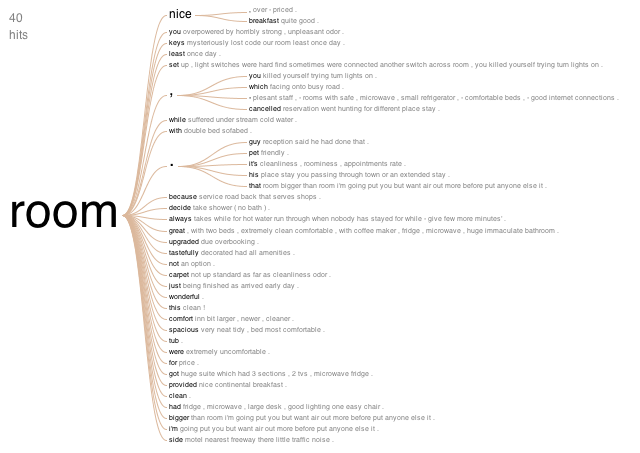 40
hits
room
nice
, over - priced .
breakfast quite good .
you overpowered by horribly strong , unpleasant odor .
keys mysteriously lost code our room least once day .
least once day .
set up , light switches were hard find sometimes were connected another switch across room , you killed yourself trying turn lights on .
,
you killed yourself trying turn lights on .
which facing onto busy road .
- plesant staff , - rooms with safe , microwave , small refrigerator , - comfortable beds , - good internet connections .
cancelled reservation went hunting for different place stay .
while suffered under stream cold water .
with double bed sofabed .
.
guy reception said he had done that .
pet friendly .
it's cleanliness , roominess , appointments rate .
his place stay you passing through town or an extended stay .
that room bigger than room i'm going put you but want air out more before put anyone else it .
because service road back that serves shops .
decide take shower ( no bath ) .
always takes while for hot water run through when nobody has stayed for while - give few more minutes' .
great . with two beds , extremely clean comfortable , with coffee maker , fridge , microwave , huge immaculate bathroom .
upgraded due overbooking .
tastefully decorated had all amenities .
not an option .
carpet not up standard as far as cleanliness odor .
just being finished as arrived early day .
wonderful .
this clean !
comfort inn bit larger , newer , cleaner .
spacious very neat tidy , bed most comfortable .
tub .
were extremely uncomfortable .
for price .
got huge suite which had 3 sections , 2 tvs , microwave fridge .
provided nice continental breakfast .
clean .
had fridge , microwave , large desk , good lighting one easy chair .
bigger than room i'm going put you but want air out more before put anyone else it .
i'm going put you but want air out more before put anyone else it .
side motel nearest freeway there little traffic noise .